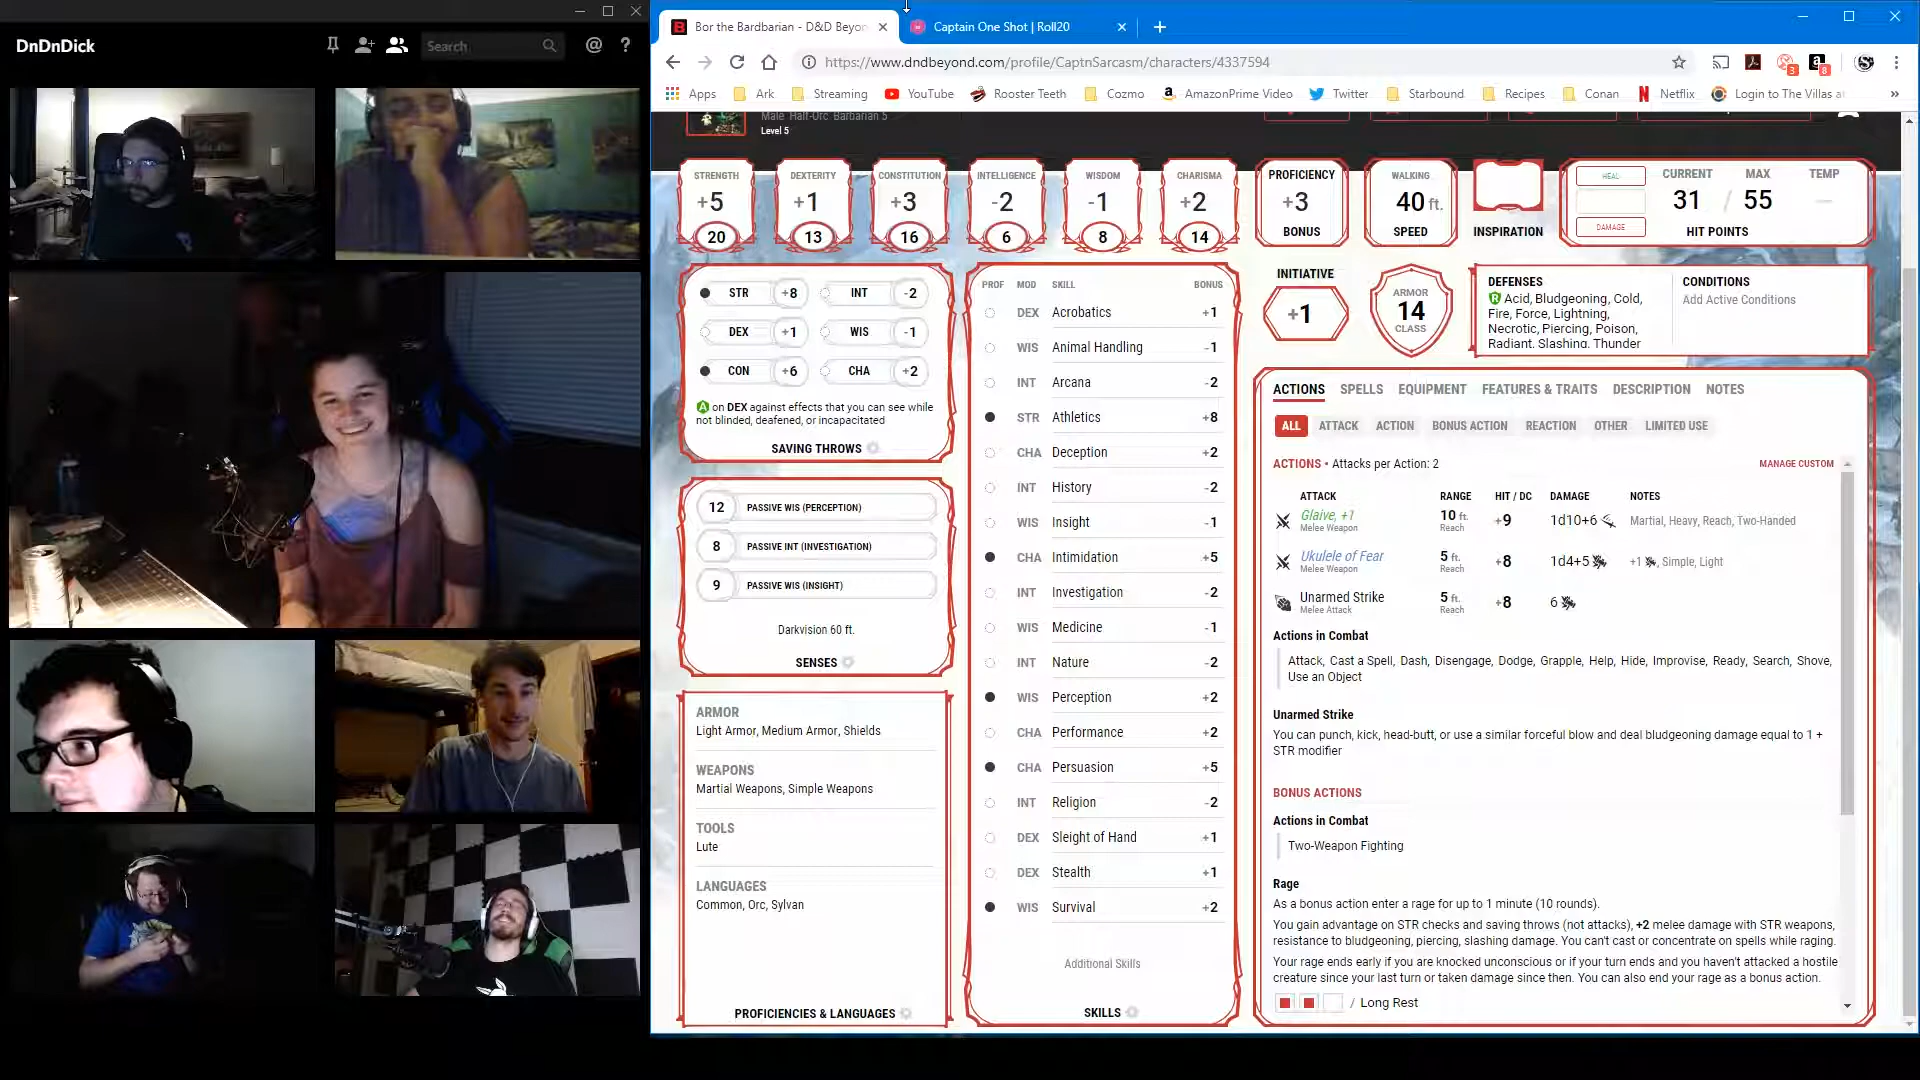 DnDnDick
Search
Bor the Bardbarian - D&D Beyon
Captain One Shot | Roll20
https://www.dndbeyond.com/profile/CaptnSarcasm/characters/4337594
Apps Ark Streaming YouTube Rooster Teeth Cozmo AmazonPrime Video Twitter Starbound Recipes Conan Netflix Login to The Villas at »
Male Half-Orc Barbarian 5
Level 5
STRENGTH
+5
20
DEXTERITY
+1
13
CONSTITUTION
+3
16
INTELLIGENCE
-2
6
WISDOM
-1
8
CHARISMA
+2
14
PROFICIENCY
+3
BONUS
WALKING
40 ft.
SPEED
INSPIRATION
HEAL
DAMAGE
CURRENT MAX TEMP
31 / 55 —
HIT POINTS
STR +8 INT -2
DEX +1 WIS -1
CON +6 CHA +2
A on DEX against effects that you can see while
not blinded, deafened, or incapacitated
SAVING THROWS
12 PASSIVE WIS (PERCEPTION)
8 PASSIVE INT (INVESTIGATION)
9 PASSIVE WIS (INSIGHT)
Darkvision 60 ft.
SENSES
ARMOR
Light Armor, Medium Armor, Shields
WEAPONS
Martial Weapons, Simple Weapons
TOOLS
Lute
LANGUAGES
Common, Orc, Sylvan
PROFICIENCIES & LANGUAGES
PROF MOD SKILL BONUS
DEX Acrobatics +1
WIS Animal Handling -1
INT Arcana -2
STR Athletics +8
CHA Deception +2
INT History -2
WIS Insight -1
CHA Intimidation +5
INT Investigation -2
WIS Medicine -1
INT Nature -2
WIS Perception +2
CHA Performance +2
CHA Persuasion +5
INT Religion -2
DEX Sleight of Hand +1
DEX Stealth +1
WIS Survival +2
Additional Skills
SKILLS
INITIATIVE
+1
ARMOR
14
CLASS
DEFENSES
R Acid, Bludgeoning, Cold,
Fire, Force, Lightning,
Necrotic, Piercing, Poison,
Radiant, Slashing, Thunder
CONDITIONS
Add Active Conditions
ACTIONS SPELLS EQUIPMENT FEATURES & TRAITS DESCRIPTION NOTES
ALL ATTACK ACTION BONUS ACTION REACTION OTHER LIMITED USE
ACTIONS • Attacks per Action: 2 MANAGE CUSTOM
ATTACK RANGE HIT / DC DAMAGE NOTES
Glaive, +1 10 ft. +9 1d10+6 Martial, Heavy, Reach, Two-Handed
Melee Weapon Reach
Ukulele of Fear 5 ft. +8 1d4+5 +1 , Simple, Light
Melee Weapon Reach
Unarmed Strike 5 ft. +8 6
Melee Attack Reach
Actions in Combat
Attack, Cast a Spell, Dash, Disengage, Dodge, Grapple, Help, Hide, Improvise, Ready, Search, Shove,
Use an Object
Unarmed Strike
You can punch, kick, head-butt, or use a similar forceful blow and deal bludgeoning damage equal to 1 +
STR modifier
BONUS ACTIONS
Actions in Combat
Two-Weapon Fighting
Rage
As a bonus action enter a rage for up to 1 minute (10 rounds).
You gain advantage on STR checks and saving throws (not attacks), +2 melee damage with STR weapons,
resistance to bludgeoning, piercing, slashing damage. You can't cast or concentrate on spells while raging.
Your rage ends early if you are knocked unconscious or if your turn ends and you haven't attacked a hostile
creature since your last turn or taken damage since then. You can also end your rage as a bonus action.
/ Long Rest